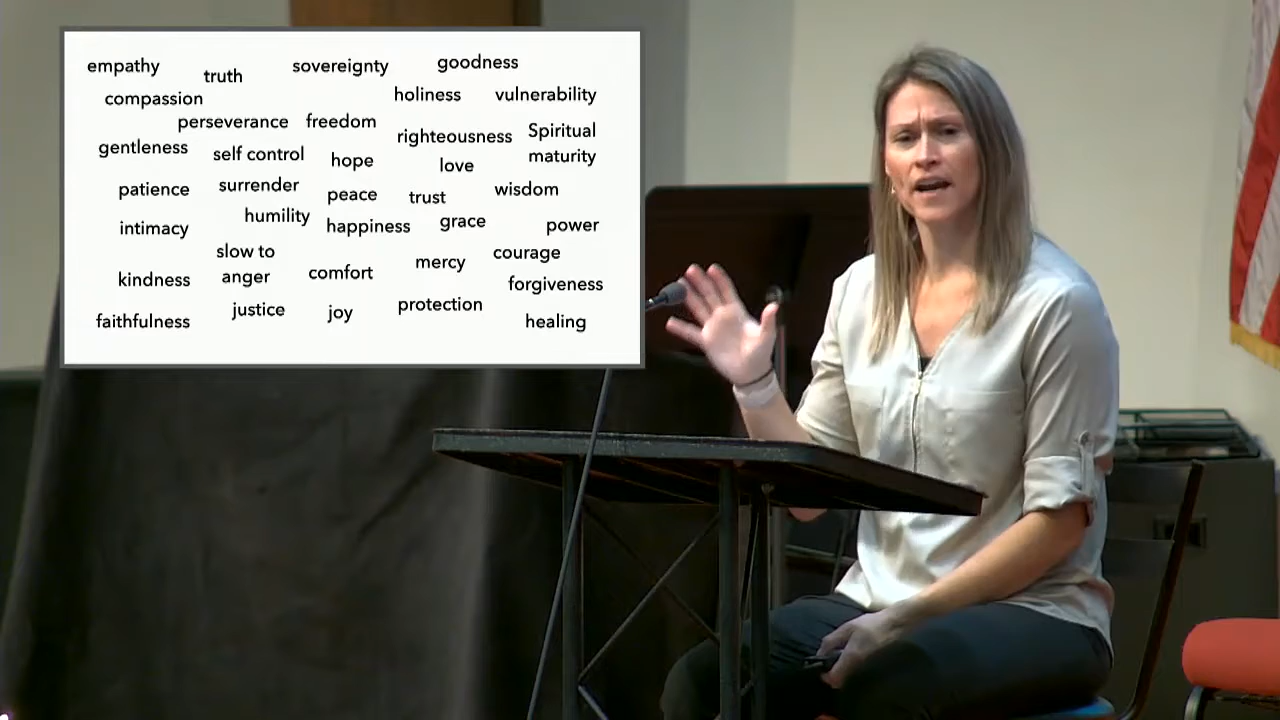 empathy
truth
sovereignty
goodness
compassion
holiness
vulnerability
perseverance
freedom
righteousness
Spiritual
maturity
gentleness
self control
hope
love
patience
surrender
peace
trust
wisdom
intimacy
humility
happiness
grace
power
slow to
anger
kindness
comfort
mercy
courage
forgiveness
faithfulness
justice
joy
protection
healing